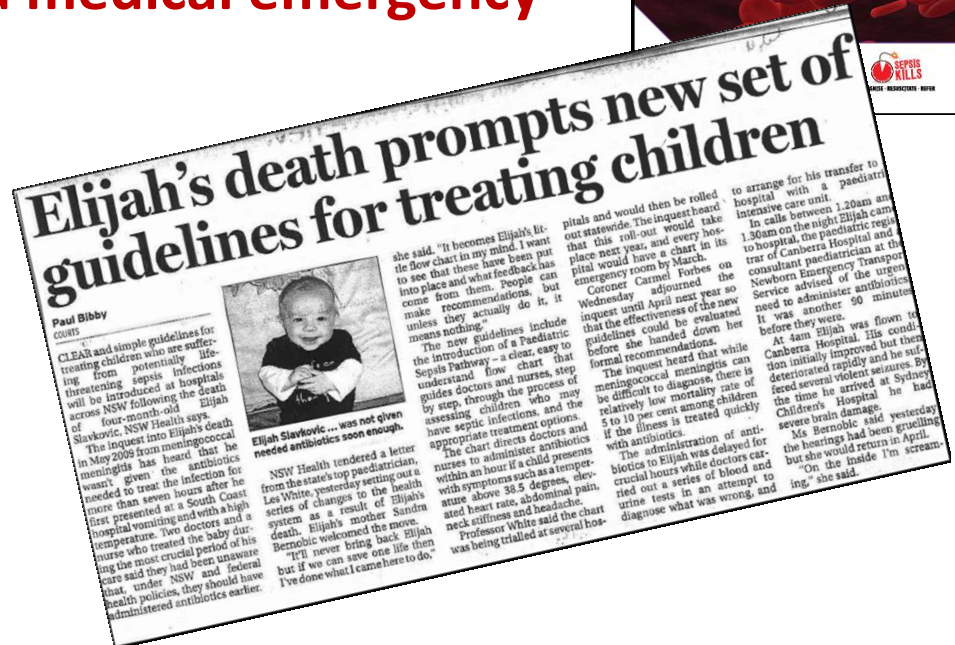 a medical emergency
SEPSIS
KILLS
RESUSCITATE · REFER
Elijah's death prompts new set of
guidelines for treating children
Paul Bibby
COURTS
CLEAR and simple guidelines for
treating children who are suffer-
ing from potentially life-
threatening sepsis infections
will be introduced at hospitals
across NSW following the death
of four-month-old Elijah
Slavkovic, NSW Health says.
The inquest into Elijah's death
in May 2009 from meningococcal
meningitis has heard that he
wasn't given the antibiotics
needed to treat the infection for
more than seven hours after he
first presented at a South Coast
hospital vomiting and with a high
temperature. Two doctors and a
nurse who treated the baby dur-
ing the most crucial period of his
care said they had been unaware
that, under NSW and federal
health policies, they should have
administered antibiotics earlier.
Elijah Slavkovic ... was not given
needed antibiotics soon enough.
NSW Health tendered a letter
from the state's top paediatrician,
Les White, yesterday setting out a
series of changes to the health
system as a result of Elijah's
death. Elijah's mother Sandra
Bernobic welcomed the move.
"It'll never bring back Elijah
but if we can save one life then
I've done what I came here to do,"
she said. "It becomes Elijah's lit-
tle flow chart in my mind. I want
to see that these have been put
into place and what feedback has
come from them. People can
make recommendations, but
unless they actually do it, it
means nothing."
The new guidelines include
the introduction of a Paediatric
Sepsis Pathway – a clear, easy to
understand flow chart that
guides doctors and nurses, step
by step, through the process of
assessing children who may
have septic infections, and the
appropriate treatment options.
The chart directs doctors and
nurses to administer antibiotics
within an hour if a child presents
with symptoms such as a temper-
ature above 38.5 degrees, elev-
ated heart rate, abdominal pain,
neck stiffness and headache.
Professor White said the chart
was being trialled at several hos-
pitals and would then be rolled
out statewide. The inquest heard
that this roll-out would take
place next year, and every hos-
pital would have a chart in its
emergency room by March.
Coroner Carmel Forbes on
Wednesday adjourned the
inquest until April next year so
that the effectiveness of the new
guidelines could be evaluated
before she handed down her
formal recommendations.
The inquest heard that while
meningococcal meningitis can
be difficult to diagnose, there is
relatively low mortality rate of
5 to 10 per cent among children
if the illness is treated quickly
with antibiotics.
The administration of anti-
biotics to Elijah was delayed for
crucial hours while doctors car-
ried out a series of blood and
urine tests in an attempt to
diagnose what was wrong, and
to arrange for his transfer to
hospital with a paediatri
intensive care unit.
In calls between 1.20am an
1.30am on the night Elijah cam
to hospital, the paediatric regis
trar of Canberra Hospital and
consultant paediatrician at the
Newborn Emergency Transpor
Service advised of the urgen
need to administer antibiotics
It was another 90 minutes
before they were.
At 4am Elijah was flown to
Canberra Hospital. His condi-
tion initially improved but then
deteriorated rapidly and he suf-
fered several violent seizures. By
the time he arrived at Sydney
Children's Hospital he had
severe brain damage.
Ms Bernobic said yesterday
the hearings had been gruelling
but she would return in April.
"On the inside I'm scream-
ing," she said.